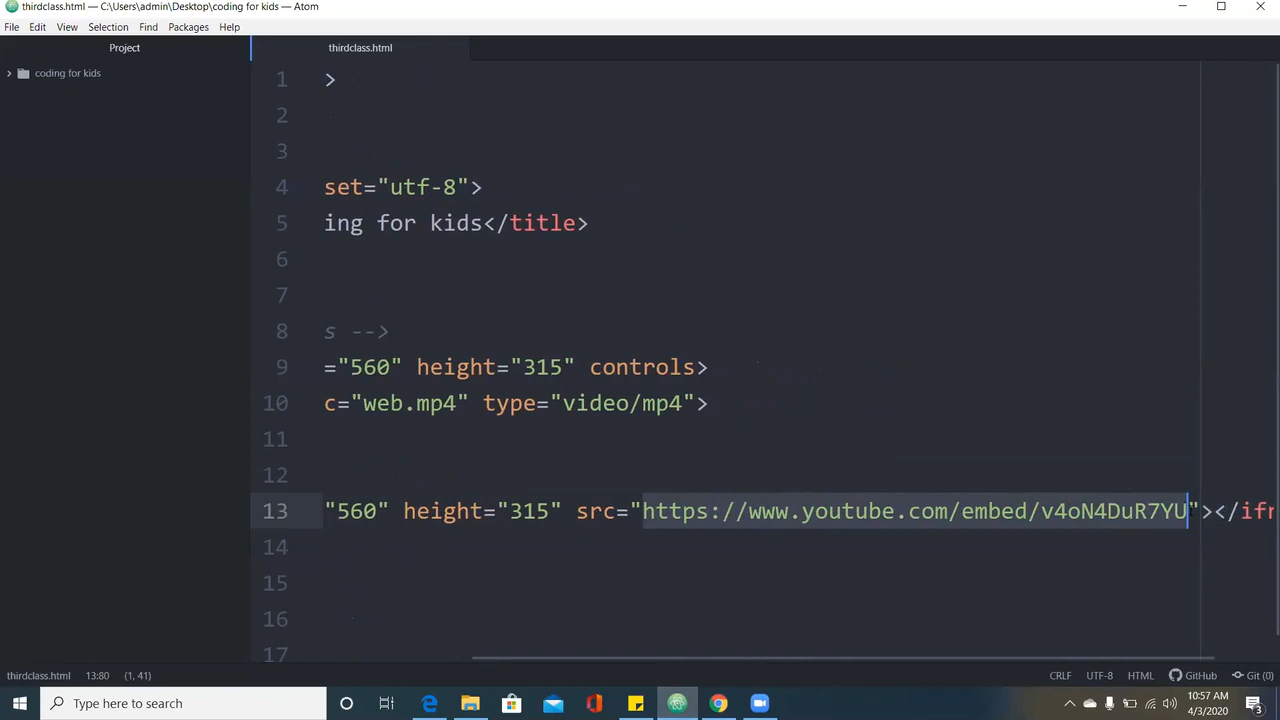 thirdclass.html — C:\Users\admin\Desktop\coding for kids — Atom
File Edit View Selection Find Packages Help
Project
thirdclass.html
coding for kids
1 >
2
3
4 set="utf-8">
5 ing for kids</title>
6
7
8 s -->
9 ="560" height="315" controls>
10 c="web.mp4" type="video/mp4">
11
12
13 "560" height="315" src="https://www.youtube.com/embed/v4oN4DuR7YU"></ifr
14
15
16
17
thirdclass.html 13:80 (1, 41) CRLF UTF-8 HTML GitHub Git (0)
Type here to search
10:57 AM
4/3/2020
3